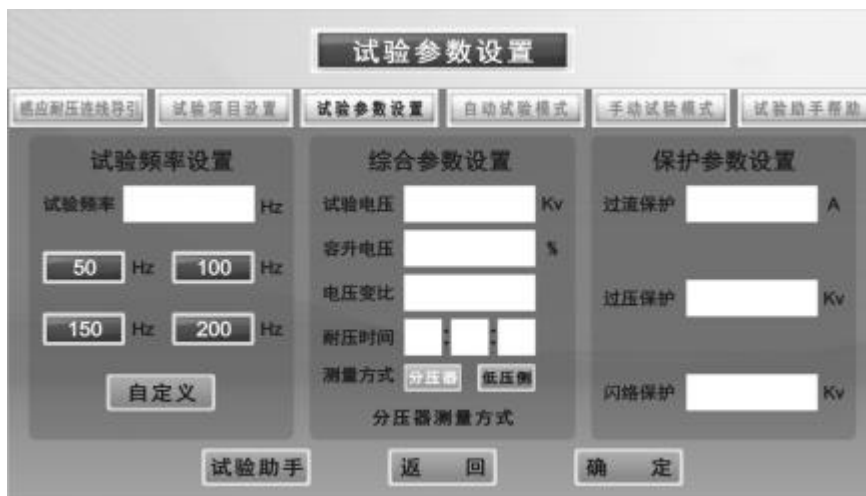 试验参数设置
感应耐压连线导引 试验项目设置 试验参数设置 自动试验模式 手动试验模式 试验助手帮助
试验频率设置
试验频率 Hz
50 Hz 100 Hz
150 Hz 200 Hz
自定义
综合参数设置
试验电压 Kv
容升电压 %
电压变比
耐压时间 : :
测量方式 分压器 低压侧
分压器测量方式
保护参数设置
过流保护 A
过压保护 Kv
闪络保护 Kv
试验助手 返回 确定